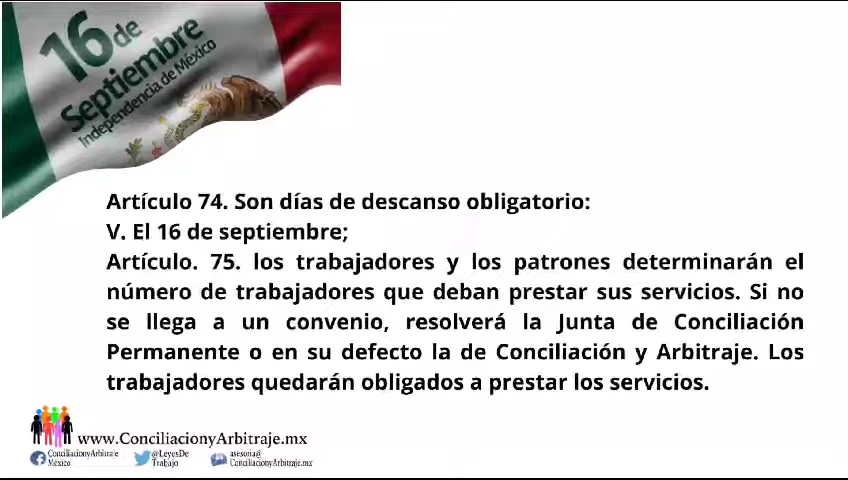 16 de
Septiembre
Independencia de México
Artículo 74. Son días de descanso obligatorio:
V. El 16 de septiembre;
Artículo. 75. los trabajadores y los patrones determinarán el
número de trabajadores que deban prestar sus servicios. Si no
se llega a un convenio, resolverá la Junta de Conciliación
Permanente o en su defecto la de Conciliación y Arbitraje. Los
trabajadores quedarán obligados a prestar los servicios.
www.ConciliacionyArbitraje.mx
ConciliacionyArbitraje
México
@LeyesDe
Trabajo
asesoria@
ConciliacionyArbitraje.mx